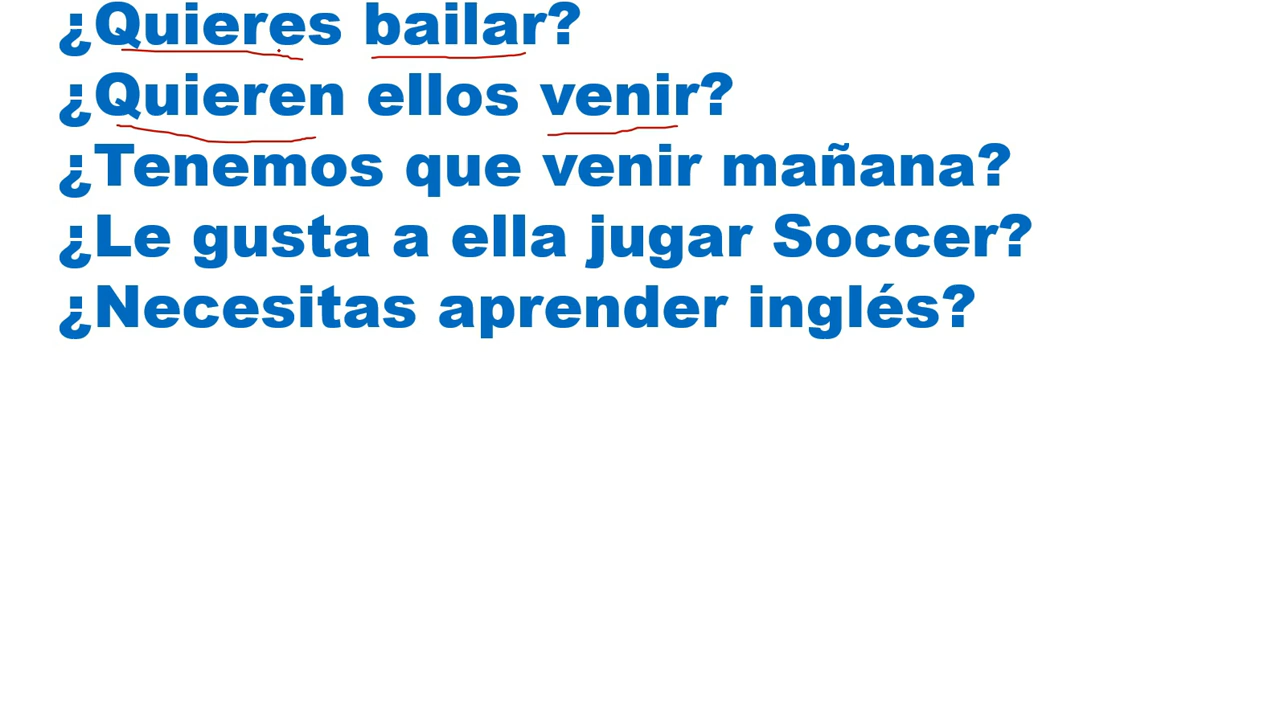 ¿Quieres bailar?
¿Quieren ellos venir?
¿Tenemos que venir mañana?
¿Le gusta a ella jugar Soccer?
¿Necesitas aprender inglés?